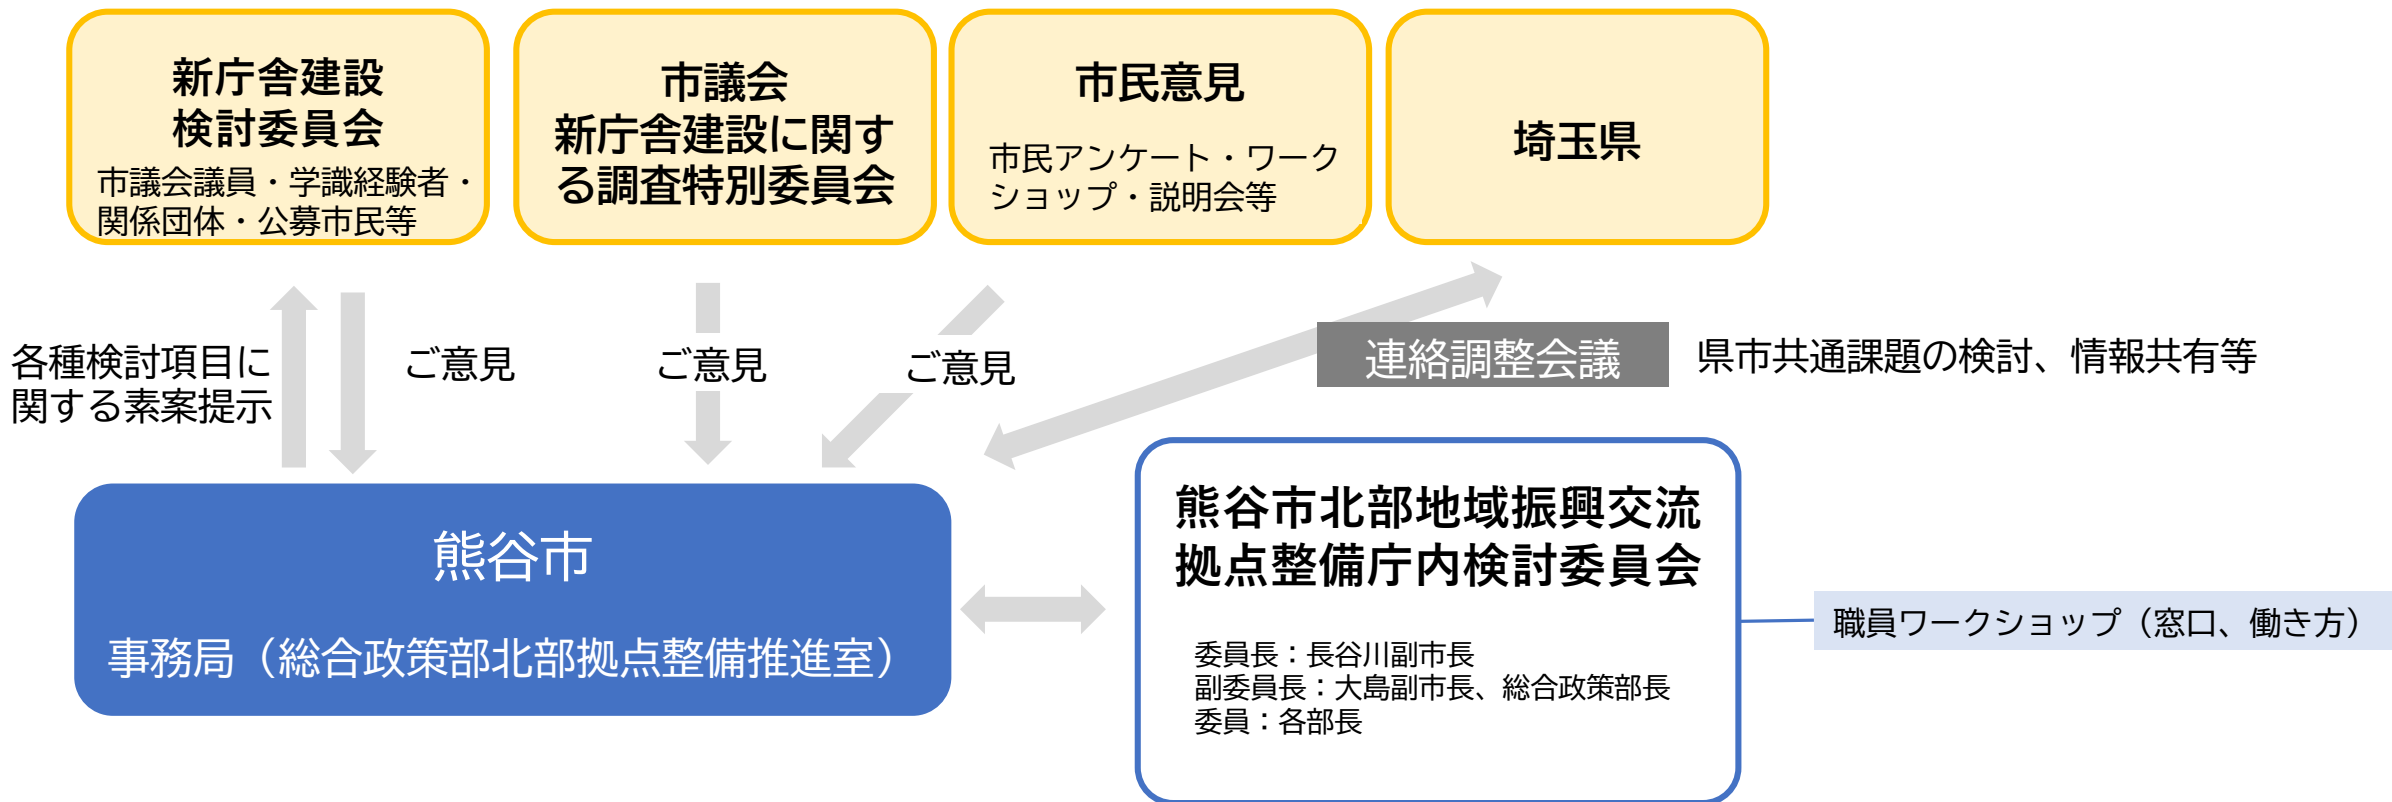 新庁舎建設
検討委員会
市議会議員・学識経験者・
関係団体・公募市民等
市議会
新庁舎建設に関す
る調査特別委員会
市民意見
市民アンケート・ワーク
ショップ・説明会等
埼玉県
各種検討項目に
関する素案提示
ご意見
ご意見
ご意見
連絡調整会議
県市共通課題の検討、情報共有等
熊谷市
事務局（総合政策部北部拠点整備推進室）
熊谷市北部地域振興交流
拠点整備庁内検討委員会
委員長：長谷川副市長
副委員長：大島副市長、総合政策部長
委員：各部長
職員ワークショップ（窓口、働き方）